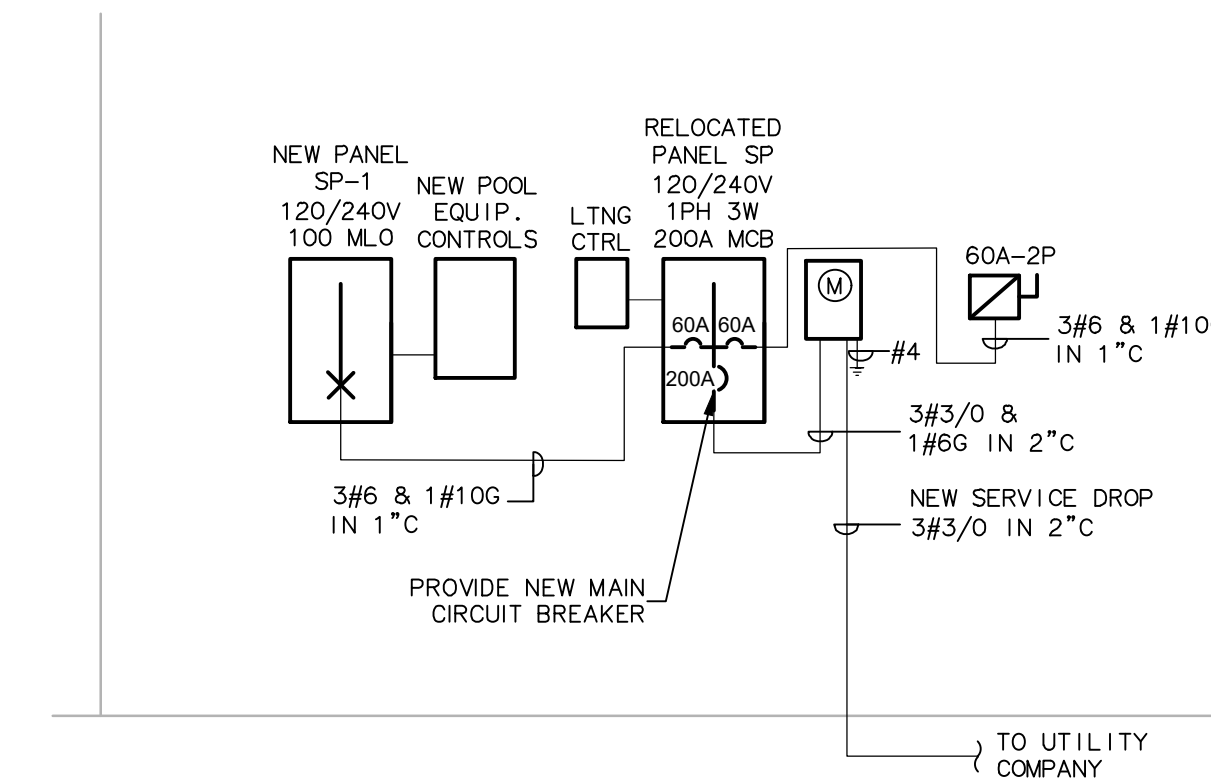 NEW PANEL
SP-1
120/240V
100 MLO
NEW POOL
EQUIP.
CONTROLS
LTNG
CTRL
RELOCATED
PANEL SP
120/240V
1PH 3W
200A MCB
60A
60A
200A
M
60A-2P
3#6 & 1#10
IN 1"C
#4
3#3/0 &
1#6G IN 2"C
3#6 & 1#10G
IN 1"C
NEW SERVICE DROP
3#3/0 IN 2"C
PROVIDE NEW MAIN
CIRCUIT BREAKER
TO UTILITY
COMPANY